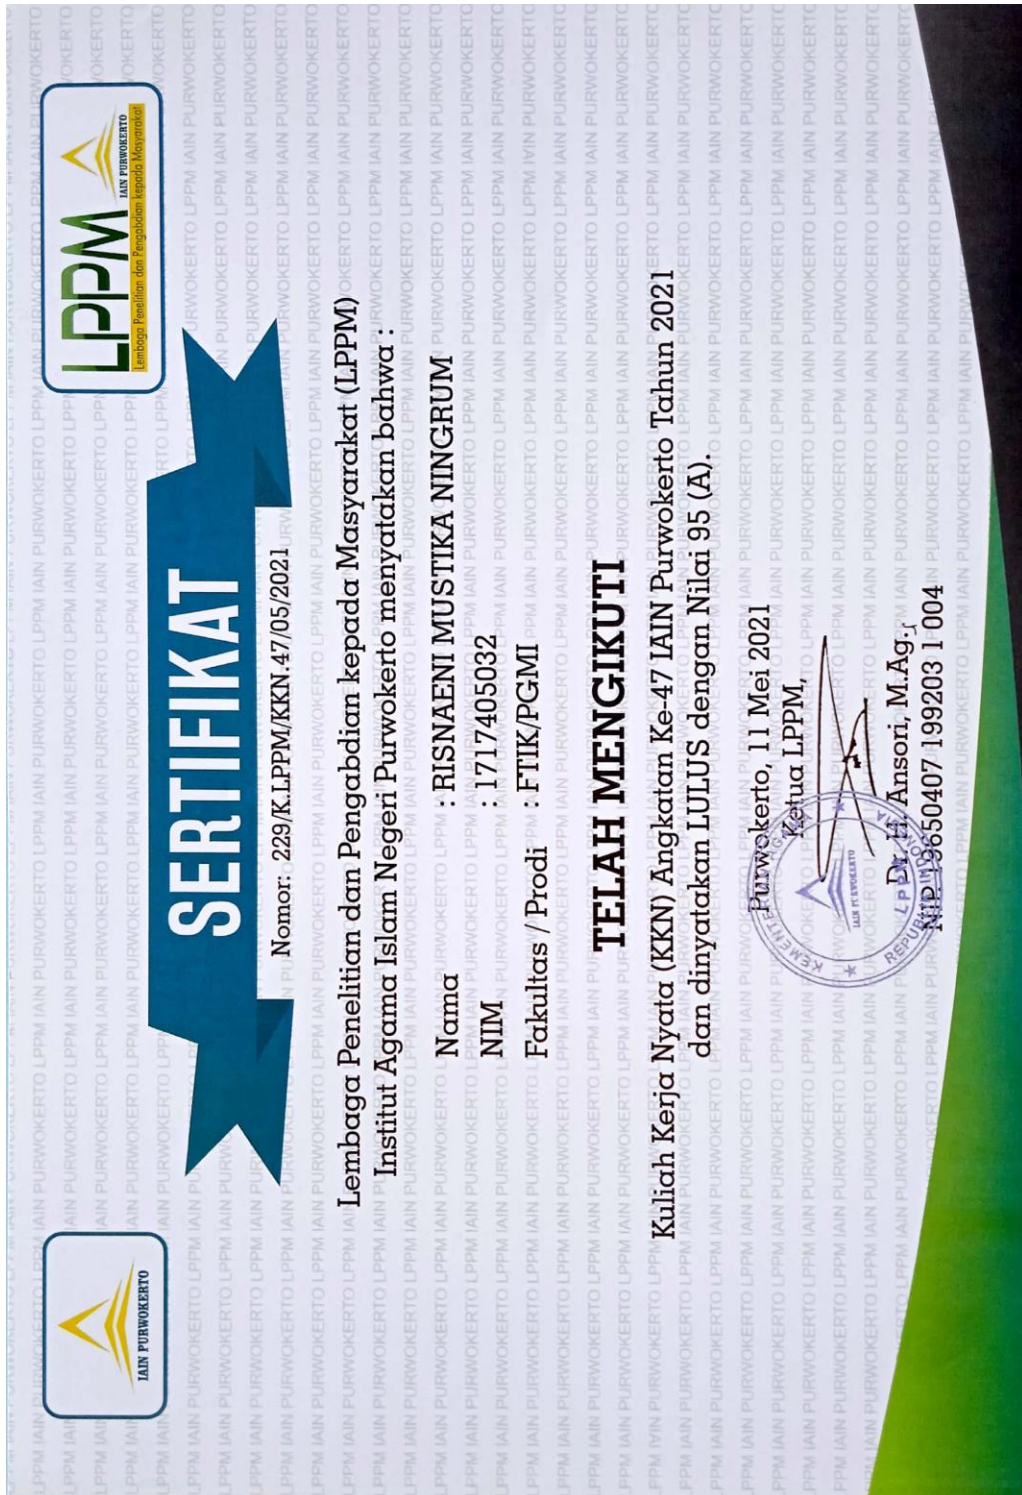 IAIN PURWOKERTO
LPPM
IAIN PURWOKERTO
Lembaga Penelitian dan Pengabdian kepada Masyarakat
SERTIFIKAT
Nomor: 229/K.LPPM/KKN.47/05/2021
Lembaga Penelitian dan Pengabdian kepada Masyarakat (LPPM)
Institut Agama Islam Negeri Purwokerto menyatakan bahwa :
Nama : RISNAENI MUSTIKA NINGRUM
NIM : 1717405032
Fakultas / Prodi : FTIK/PGMI
TELAH MENGIKUTI
Kuliah Kerja Nyata (KKN) Angkatan Ke-47 IAIN Purwokerto Tahun 2021
dan dinyatakan LULUS dengan Nilai 95 (A).
Purwokerto, 11 Mei 2021
Ketua LPPM,
IAIN PURWOKERTO
LPPM
Dr. H. Ansori, M.Ag.
NIP. 19650407 199203 1 004